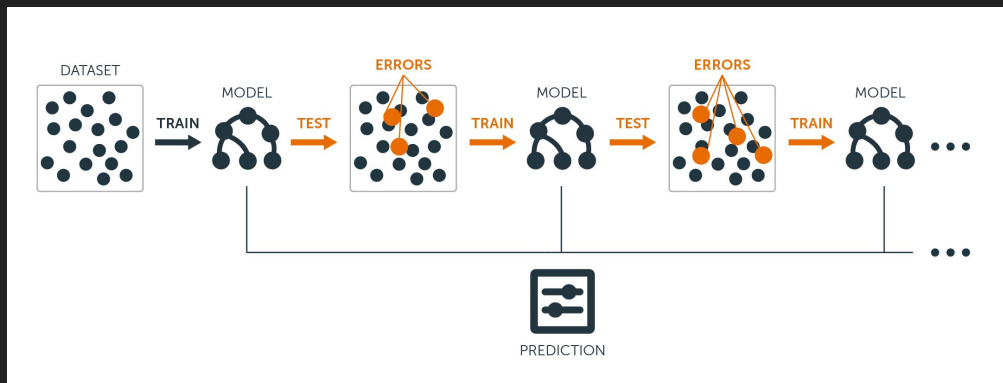 DATASET
TRAIN
MODEL
TEST
ERRORS
TRAIN
MODEL
TEST
ERRORS
TRAIN
MODEL
PREDICTION